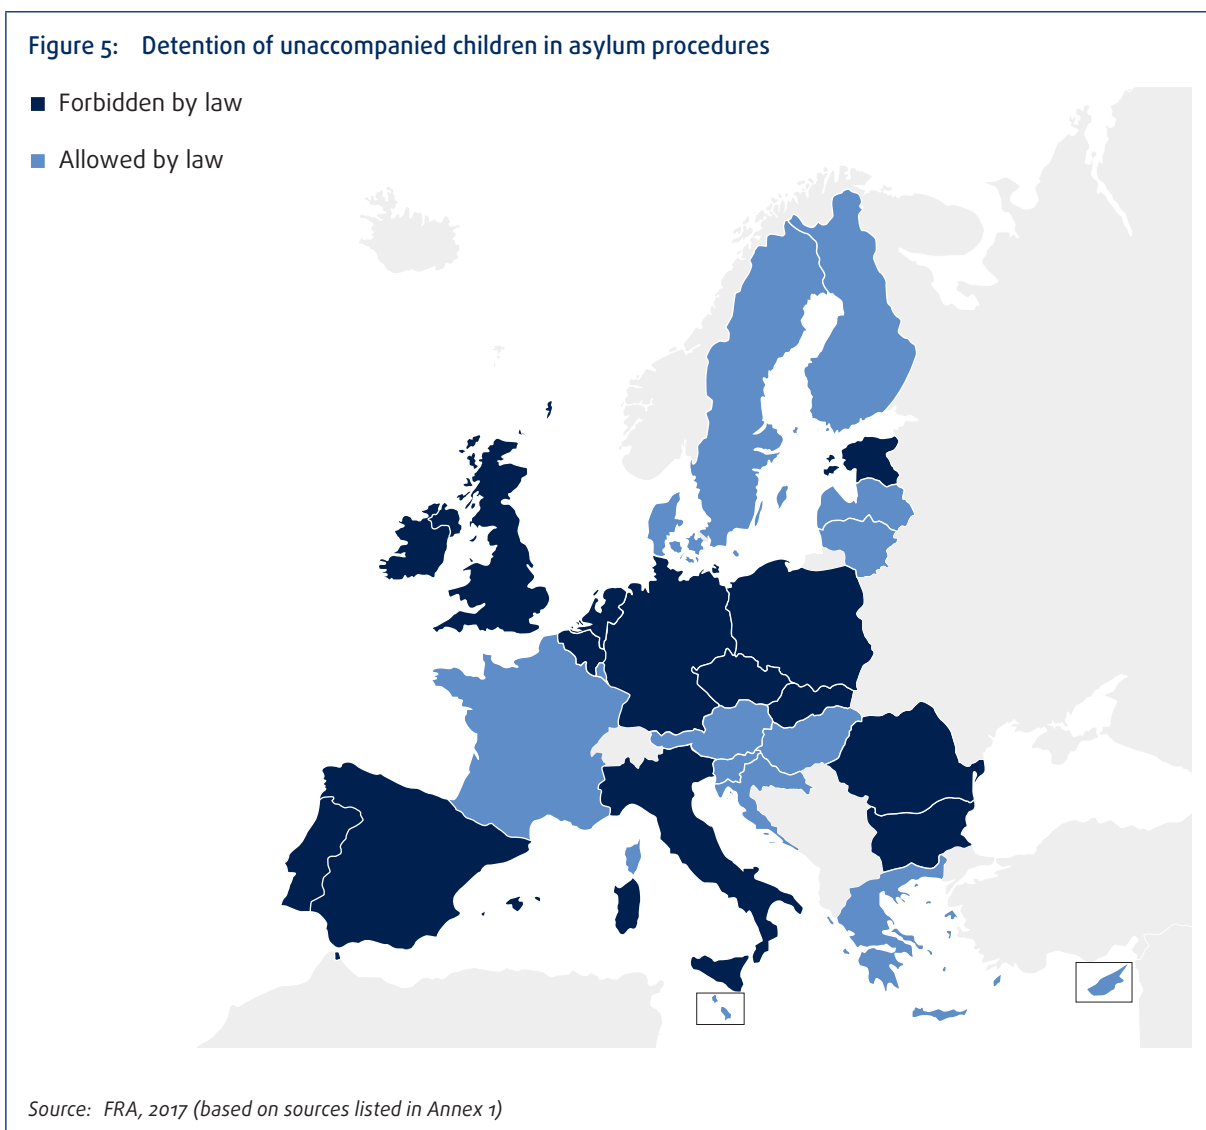 Figure 5: Detention of unaccompanied children in asylum procedures
Forbidden by law
Allowed by law
Source: FRA, 2017 (based on sources listed in Annex 1)